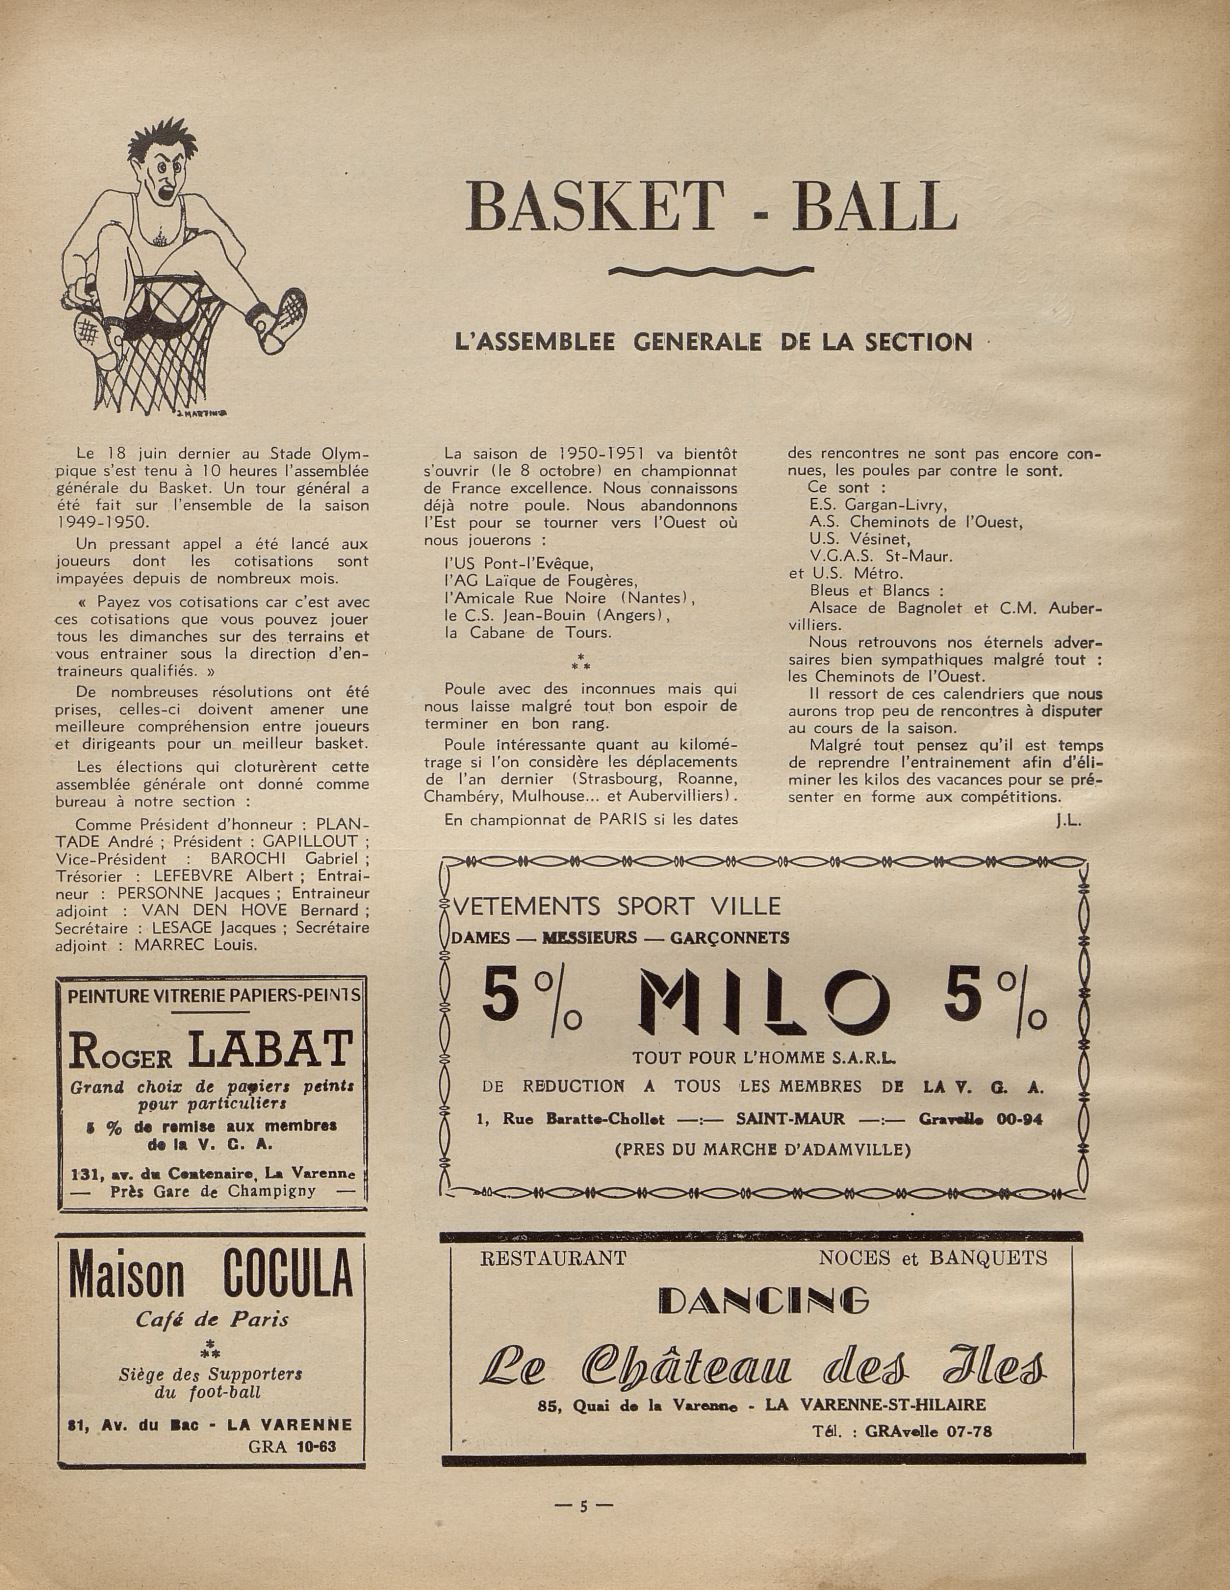 BASKET - BALL
L'ASSEMBLEE GENERALE DE LA SECTION
J. MARTIN
Le 18 juin dernier au Stade Olym-
pique s'est tenu à 10 heures l'assemblée
générale du Basket. Un tour général a
été fait sur l'ensemble de la saison
1949-1950.
Un pressant appel a été lancé aux
joueurs dont les cotisations sont
impayées depuis de nombreux mois.
« Payez vos cotisations car c'est avec
ces cotisations que vous pouvez jouer
tous les dimanches sur des terrains et
vous entrainer sous la direction d'en-
traineurs qualifiés. »
De nombreuses résolutions ont été
prises, celles-ci doivent amener une
meilleure compréhension entre joueurs
et dirigeants pour un meilleur basket.
Les élections qui cloturèrent cette
assemblée générale ont donné comme
bureau à notre section :
Comme Président d'honneur : PLAN-
TADE André ; Président : GAPILLOUT ;
Vice-Président : BAROCHI Gabriel ;
Trésorier : LEFEBVRE Albert ; Entrai-
neur : PERSONNE Jacques ; Entraineur
adjoint : VAN DEN HOVE Bernard ;
Secrétaire : LESAGE Jacques ; Secrétaire
adjoint : MARREC Louis.
La saison de 1950-1951 va bientôt
s'ouvrir (le 8 octobre) en championnat
de France excellence. Nous connaissons
déjà notre poule. Nous abandonnons
l'Est pour se tourner vers l'Ouest où
nous jouerons :
l'US Pont-l'Evêque,
l'AG Laïque de Fougères,
l'Amicale Rue Noire (Nantes),
le C.S. Jean-Bouin (Angers),
la Cabane de Tours.
*
* *
Poule avec des inconnues mais qui
nous laisse malgré tout bon espoir de
terminer en bon rang.
Poule intéressante quant au kilomé-
trage si l'on considère les déplacements
de l'an dernier (Strasbourg, Roanne,
Chambéry, Mulhouse... et Aubervilliers).
En championnat de PARIS si les dates
des rencontres ne sont pas encore con-
nues, les poules par contre le sont.
Ce sont :
E.S. Gargan-Livry,
A.S. Cheminots de l'Ouest,
U.S. Vésinet,
V.G.A.S. St-Maur.
et U.S. Métro.
Bleus et Blancs :
Alsace de Bagnolet et C.M. Auber-
villiers.
Nous retrouvons nos éternels adver-
saires bien sympathiques malgré tout :
les Cheminots de l'Ouest.
Il ressort de ces calendriers que nous
aurons trop peu de rencontres à disputer
au cours de la saison.
Malgré tout pensez qu'il est temps
de reprendre l'entrainement afin d'éli-
miner les kilos des vacances pour se pré-
senter en forme aux compétitions.
J.L.
PEINTURE VITRERIE PAPIERS-PEINTS
ROGER LABAT
Grand choix de papiers peints
pour particuliers
5 % de remise aux membres
de la V. G. A.
131, av. du Centenaire, La Varenne
— Près Gare de Champigny —
Maison COCULA
Café de Paris
*
**
Siège des Supporters
du foot-ball
81, Av. du Bac - LA VARENNE
GRA 10-63
VETEMENTS SPORT VILLE
DAMES — MESSIEURS — GARÇONNETS
5% MILO 5%
TOUT POUR L'HOMME S.A.R.L.
DE REDUCTION A TOUS LES MEMBRES DE LA V. G. A.
1, Rue Baratte-Chollet —:— SAINT-MAUR —:— Gravelle 00-94
(PRES DU MARCHE D'ADAMVILLE)
RESTAURANT NOCES et BANQUETS
DANCING
Le Château des Iles
85, Quai de la Varenne - LA VARENNE-ST-HILAIRE
Tél. : GRAvelle 07-78
— 5 —